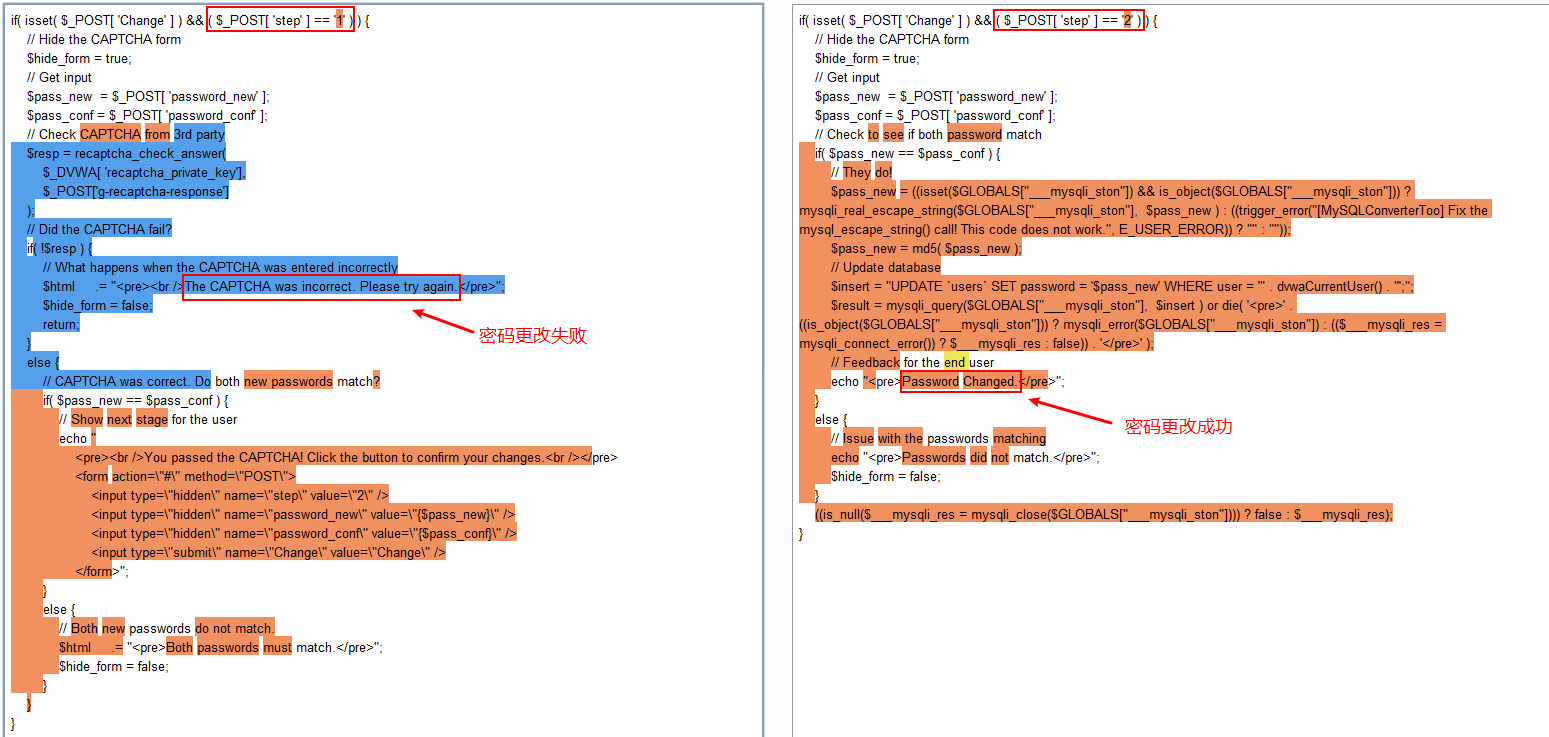 if( isset( $_POST[ 'Change' ] ) && ( $_POST[ 'step' ] == '1' ) ) {
// Hide the CAPTCHA form
$hide_form = true;
// Get input
$pass_new  = $_POST[ 'password_new' ];
$pass_conf = $_POST[ 'password_conf' ];
// Check CAPTCHA from 3rd party
$resp = recaptcha_check_answer(
$_DVWA[ 'recaptcha_private_key'],
$_POST['g-recaptcha-response']
);
// Did the CAPTCHA fail?
if( !$resp ) {
// What happens when the CAPTCHA was entered incorrectly
$html     .= "<pre><br />The CAPTCHA was incorrect. Please try again.</pre>";
$hide_form = false;
return;
}
密码更改失败
else {
// CAPTCHA was correct. Do both new passwords match?
if( $pass_new == $pass_conf ) {
// Show next stage for the user
echo "
<pre><br />You passed the CAPTCHA! Click the button to confirm your changes.<br /></pre>
<form action=\"#\" method=\"POST\">
<input type=\"hidden\" name=\"step\" value=\"2\" />
<input type=\"hidden\" name=\"password_new\" value=\"{$pass_new}\" />
<input type=\"hidden\" name=\"password_conf\" value=\"{$pass_conf}\" />
<input type=\"submit\" name=\"Change\" value=\"Change\" />
</form>";
}
else {
// Both new passwords do not match.
$html     .= "<pre>Both passwords must match.</pre>";
$hide_form = false;
}
}
}
if( isset( $_POST[ 'Change' ] ) && ( $_POST[ 'step' ] == '2' ) ) {
// Hide the CAPTCHA form
$hide_form = true;
// Get input
$pass_new  = $_POST[ 'password_new' ];
$pass_conf = $_POST[ 'password_conf' ];
// Check to see if both password match
if( $pass_new == $pass_conf ) {
// They do!
$pass_new = ((isset($GLOBALS["___mysqli_ston"]) && is_object($GLOBALS["___mysqli_ston"])) ?
mysqli_real_escape_string($GLOBALS["___mysqli_ston"],  $pass_new ) : ((trigger_error("[MySQLConverterToo] Fix the
mysql_escape_string() call! This code does not work.", E_USER_ERROR)) ? "" : ""));
$pass_new = md5( $pass_new );
// Update database
$insert = "UPDATE `users` SET password = '$pass_new' WHERE user = '" . dvwaCurrentUser() . "';";
$result = mysqli_query($GLOBALS["___mysqli_ston"],  $insert ) or die( '<pre>' .
((is_object($GLOBALS["___mysqli_ston"])) ? mysqli_error($GLOBALS["___mysqli_ston"]) : (($___mysqli_res =
mysqli_connect_error()) ? $___mysqli_res : false)) . '</pre>' );
// Feedback for the end user
echo "<pre>Password Changed.</pre>";
}
密码更改成功
else {
// Issue with the passwords matching
echo "<pre>Passwords did not match.</pre>";
$hide_form = false;
}
((is_null($___mysqli_res = mysqli_close($GLOBALS["___mysqli_ston"]))) ? false : $___mysqli_res);
}